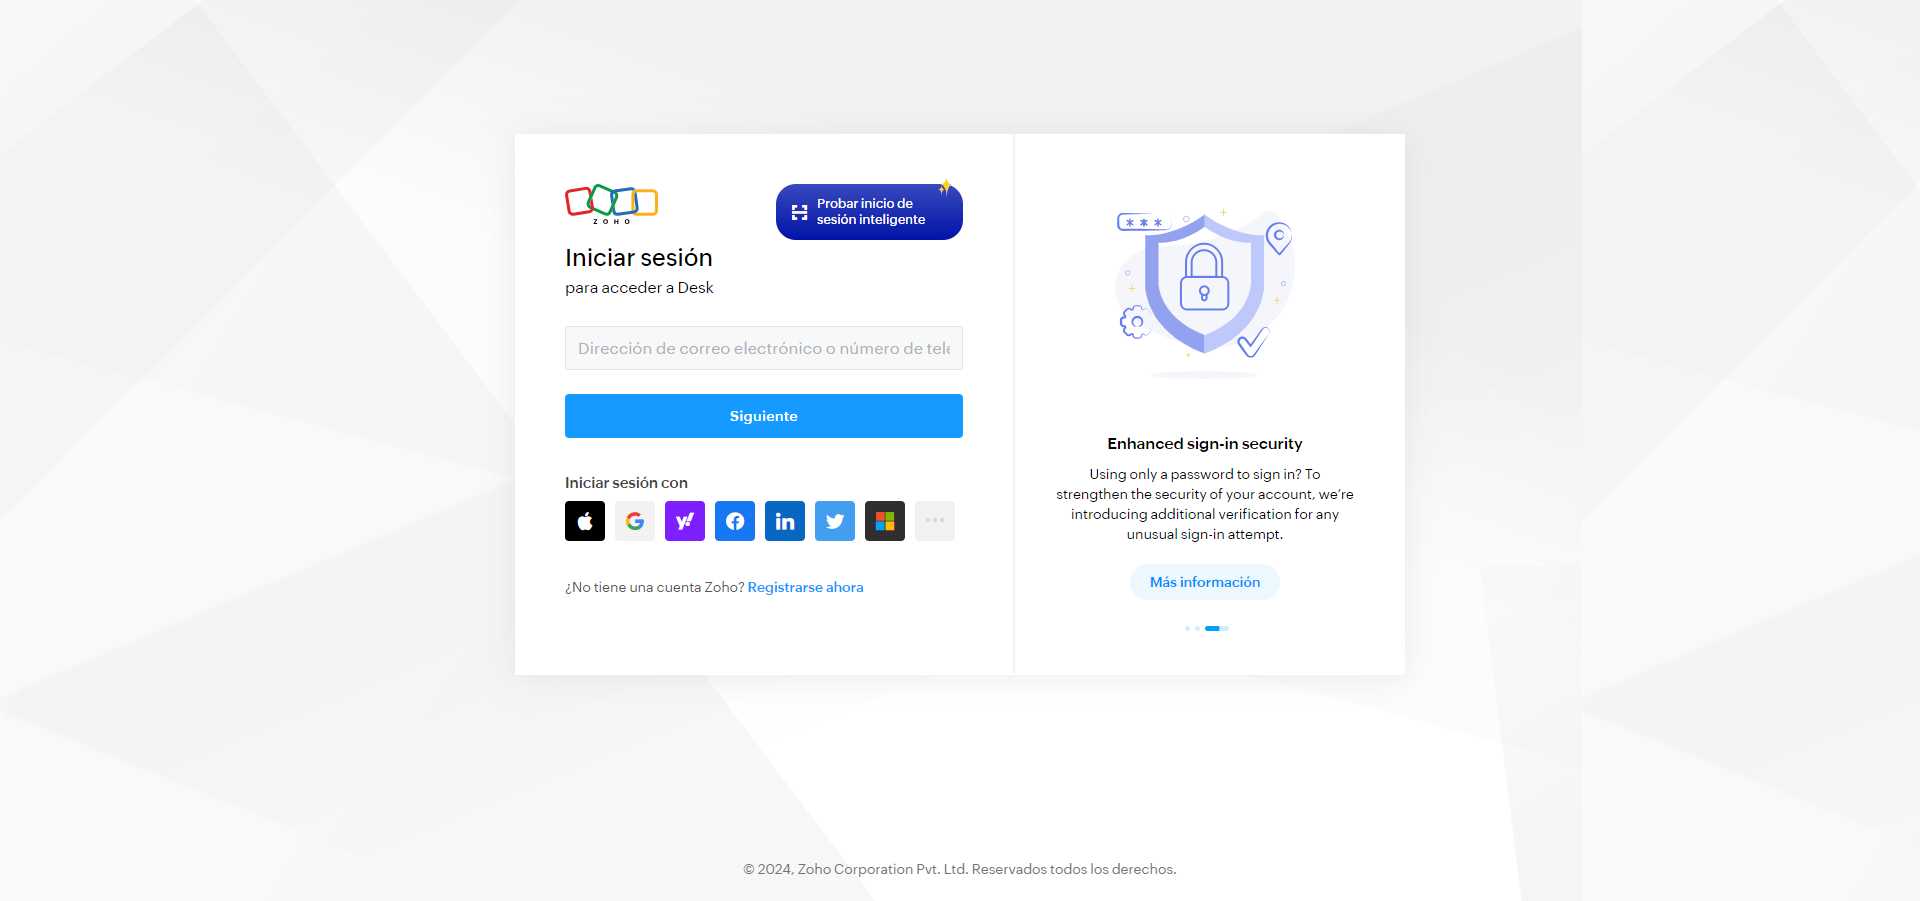 ZOHO
Probar inicio de
sesión inteligente
Iniciar sesión
para acceder a Desk
Dirección de correo electrónico o número de
Siguiente
Iniciar sesión con
¿No tiene una cuenta Zoho? Registrarse ahora
* * *
Enhanced sign-in security
Using only a password to sign in? To
strengthen the security of your account, we're
introducing additional verification for any
unusual sign-in attempt.
Más información
© 2024, Zoho Corporation Pvt. Ltd. Reservados todos los derechos.